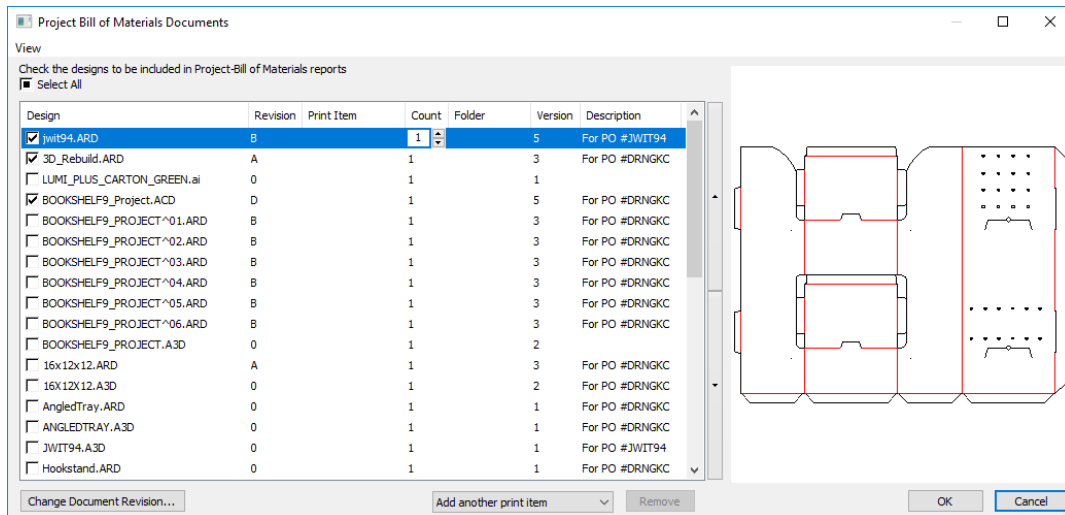 Project Bill of Materials Documents
View
Check the designs to be included in Project-Bill of Materials reports
Select All
Design Revision Print Item Count Folder Version Description
jwit94.ARD B 1 5 For PO #JWIT94
3D_Rebuild.ARD A 1 3 For PO #DRNGKC
LUMI_PLUS_CARTON_GREEN.ai 0 1 1
BOOKSHELF9_Project.ACD D 1 5 For PO #DRNGKC
BOOKSHELF9_PROJECT^01.ARD B 1 3 For PO #DRNGKC
BOOKSHELF9_PROJECT^02.ARD B 1 3 For PO #DRNGKC
BOOKSHELF9_PROJECT^03.ARD B 1 3 For PO #DRNGKC
BOOKSHELF9_PROJECT^04.ARD B 1 3 For PO #DRNGKC
BOOKSHELF9_PROJECT^05.ARD B 1 3 For PO #DRNGKC
BOOKSHELF9_PROJECT^06.ARD B 1 3 For PO #DRNGKC
BOOKSHELF9_PROJECT.A3D 0 1 2
16x12x12.ARD A 1 3 For PO #DRNGKC
16X12X12.A3D 0 1 2 For PO #DRNGKC
AngledTray.ARD 0 1 1 For PO #DRNGKC
ANGLEDTRAY.A3D 0 1 1 For PO #DRNGKC
JWIT94.A3D 0 1 1 For PO #JWIT94
Hookstand.ARD 0 1 1 For PO #DRNGKC
Change Document Revision... Add another print item Remove OK Cancel